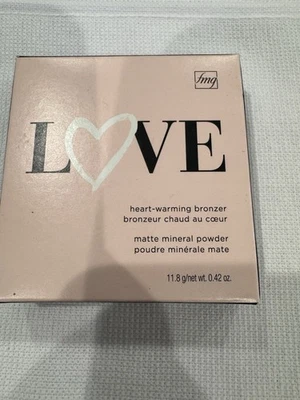 fmg
LOVE
heart-warming bronzer
bronzeur chaud au cœur
matte mineral powder
poudre minérale mate
11.8 g/net wt. 0.42 oz.